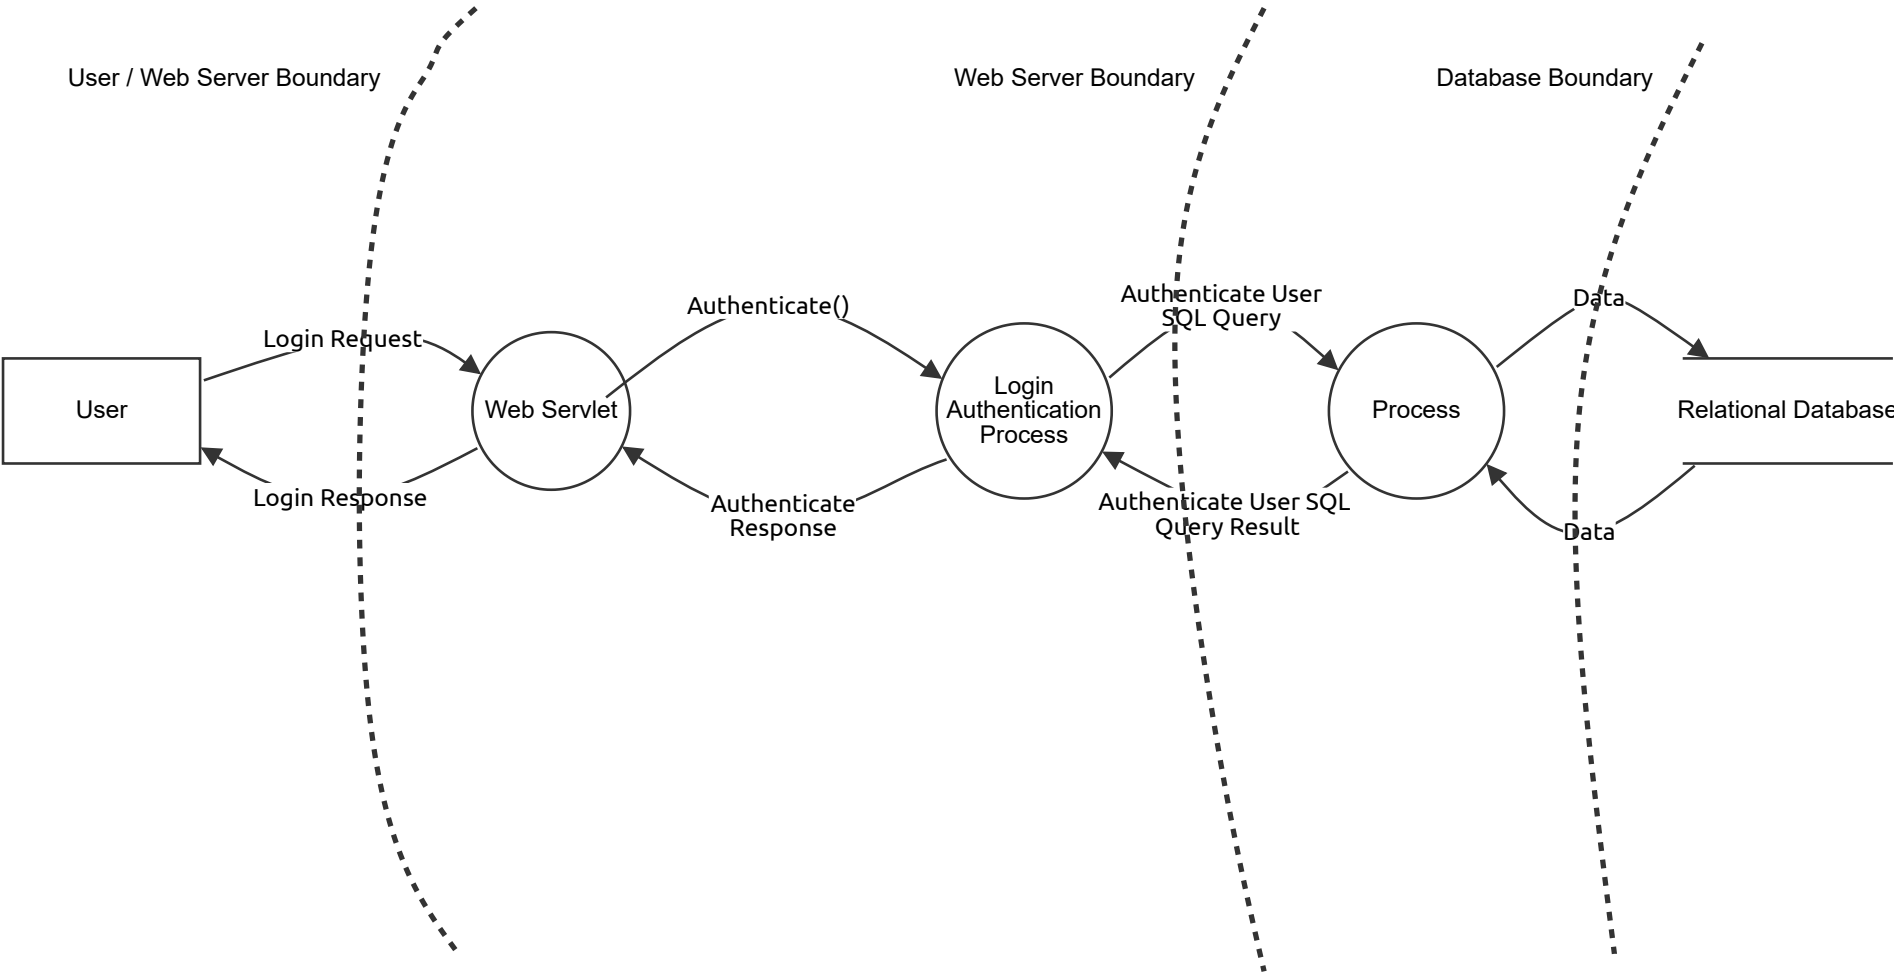 User / Web Server Boundary
Web Server Boundary
Database Boundary
Login Request
Authenticate()
Authenticate User
SQL Query
Data
User
Web Servlet
Login
Authentication
Process
Process
Relational Database
Login Response
Authenticate
Response
Authenticate User SQL
Query Result
Data